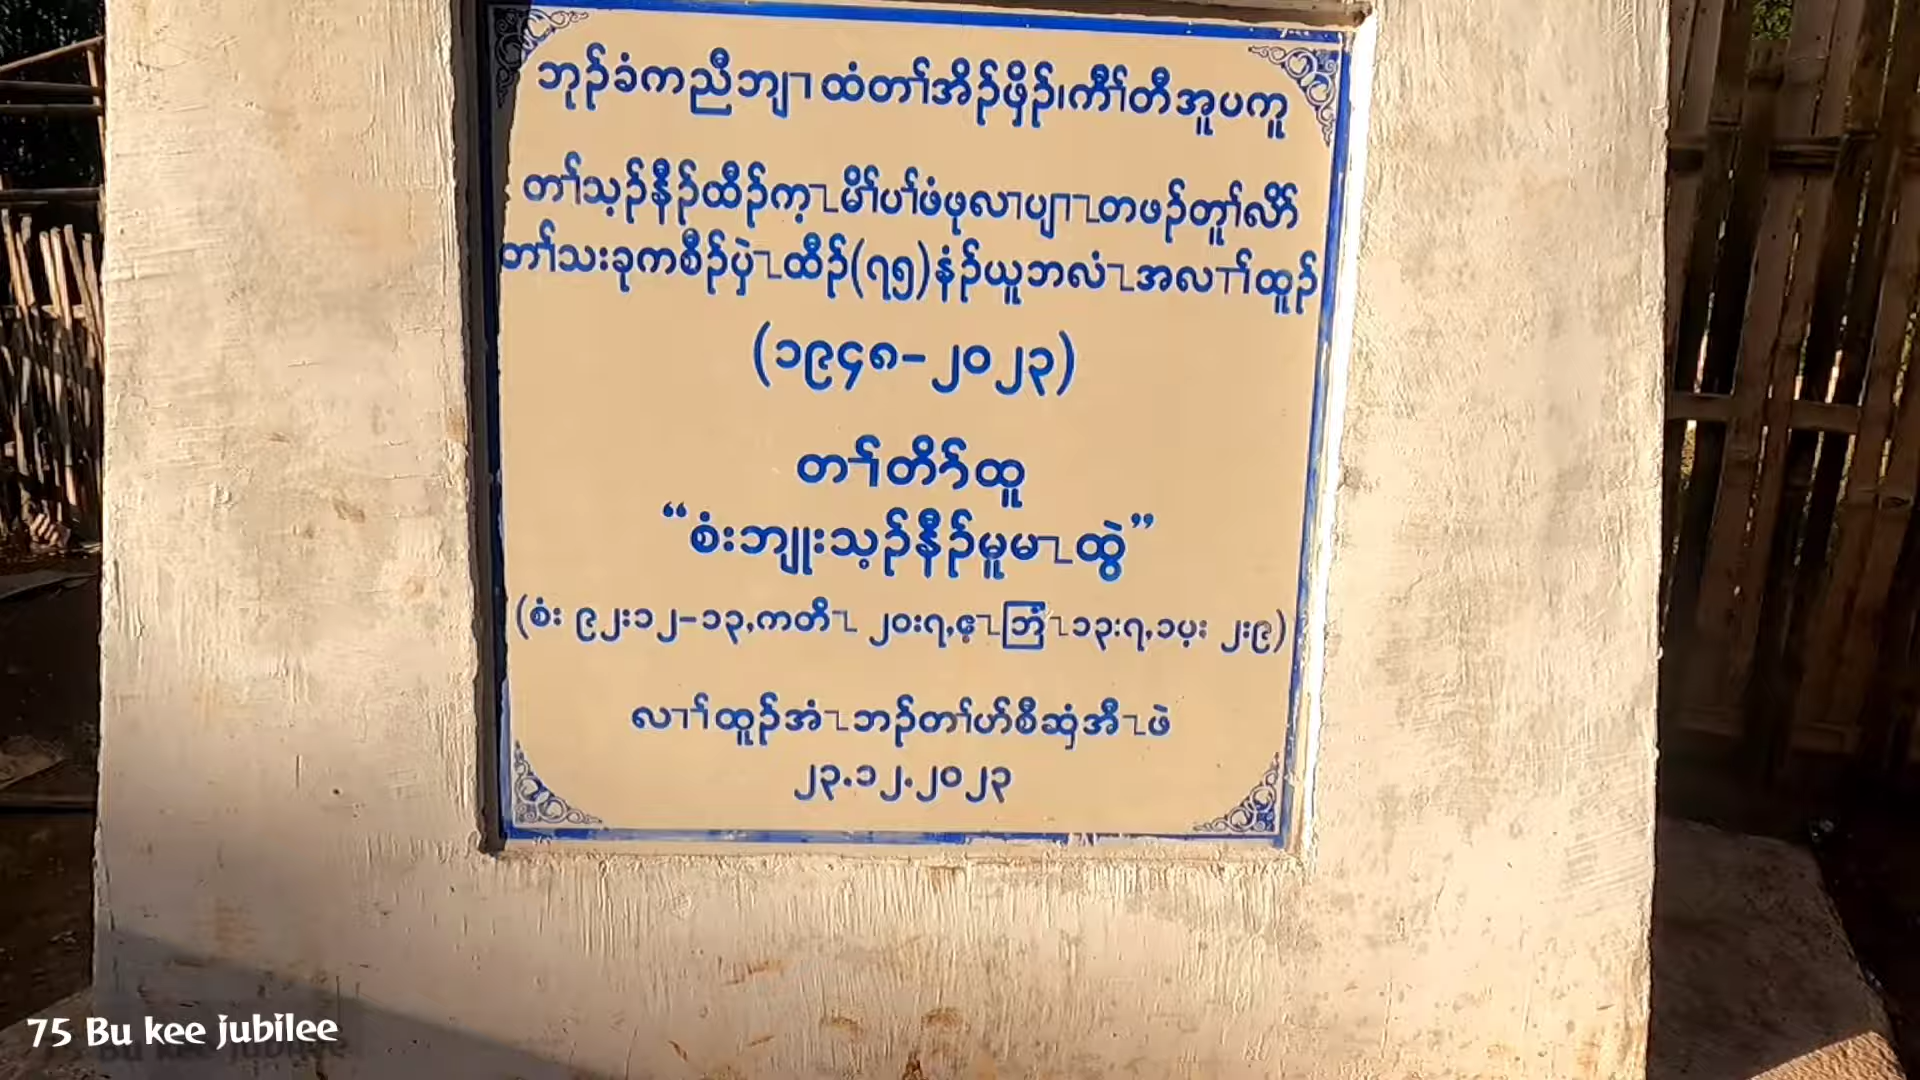 ဘုၣ်ခံကညီဘျၢထံတၢ်အိၣ်ဖှိၣ်၊ကီၢ်တီအူပကူ
တၢ်သ့ၣ်နီၣ်ထီၣ်က့ၤမိၢ်ပၢ်ဖံဖုလၢပျၢၤတဖၣ်တူၢ်လိာ်
တၢ်သးခုကစီၣ်ပှဲၤထီၣ်(၇၅)နံၣ်ယူဘလံၤအလၢၢ်ထူၣ်
(၁၉၄၈-၂၀၂၃)
တၢ်တိာ်ထူ
“စံးဘျုးသ့ၣ်နီၣ်မူမၤထွဲ”
(စံး ၉၂း၁၂-၁၃,ကတိၤ ၂၀း၇,ဧ့ၤဘြံၤ၁၃း၇,၁ပ့း ၂း၉)
လၢၢ်ထူၣ်အံၤဘၣ်တၢ်ဟ်စီဆှံအီၤဖဲ
၂၃.၁၂.၂၀၂၃
75 Bu kee jubilee